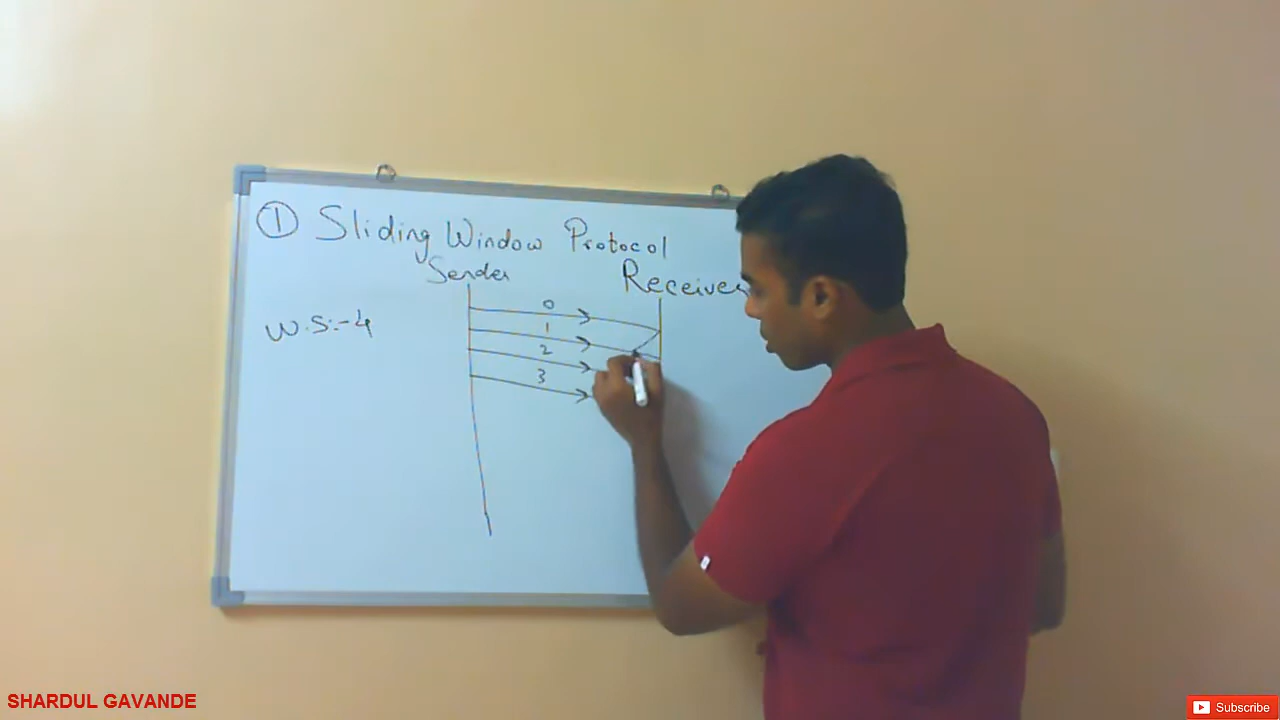 ① Sliding Window Protocol
Sender Receiver
W.S:-4
0
1
2
3
SHARDUL GAVANDE
Subscribe